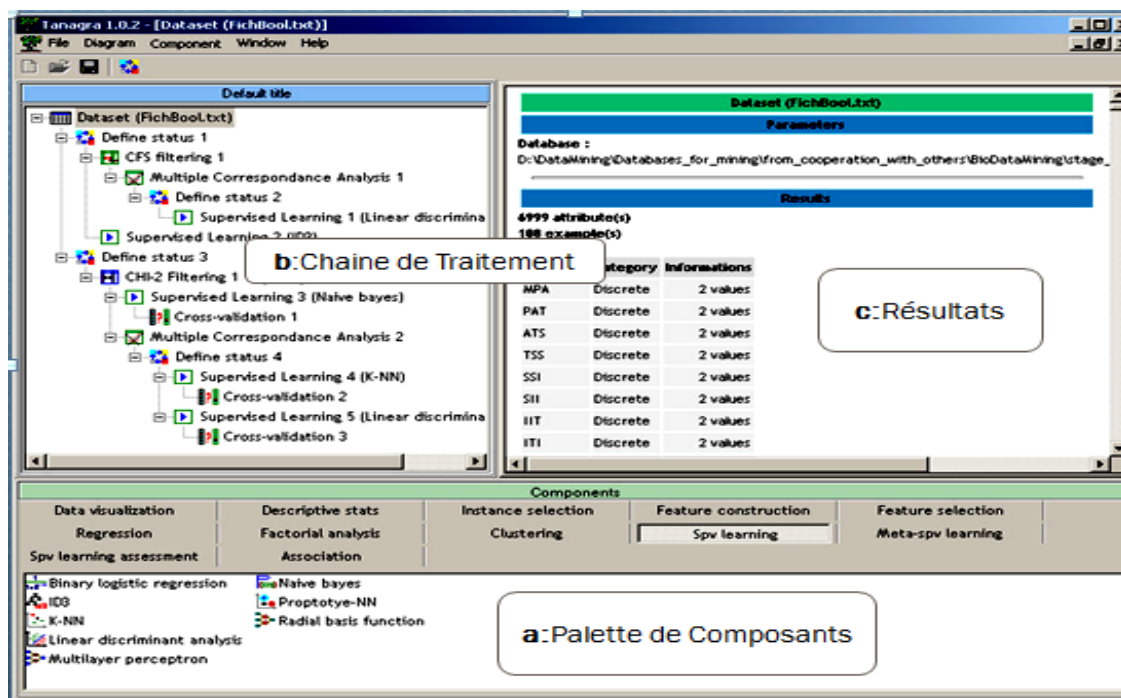 Tanagra 1.0.2 - [Dataset (FichBool.txt)]
File Diagram Component Window Help
Default title
Dataset (FichBool.txt)
Define status 1
CFS filtering 1
Multiple Correspondance Analysis 1
Define status 2
Supervised Learning 1 (Linear discrimina
Supervised Learning 2 (ID3)
Define status 3
CHI-2 Filtering 1
Supervised Learning 3 (Naive bayes)
Cross-validation 1
Multiple Correspondance Analysis 2
Define status 4
Supervised Learning 4 (K-NN)
Cross-validation 2
Supervised Learning 5 (Linear discrimina
Cross-validation 3
b:Chaine de Traitement
Dataset (FichBool.txt)
Parameters
Database :
D:\DataMining\Databases_for_mining\from_cooperation_with_others\BioDataMining\stage_
Results
6999 attribute(s)
100 example(s)
ategory Informations
MPA Discrete 2 values
PAT Discrete 2 values
ATS Discrete 2 values
TSS Discrete 2 values
SSI Discrete 2 values
SII Discrete 2 values
IIT Discrete 2 values
ITI Discrete 2 values
c:Résultats
Components
Data visualization Descriptive stats Instance selection Feature construction Feature selection
Regression Factorial analysis Clustering Spv learning Meta-spv learning
Spv learning assessment Association
Binary logistic regression Naive bayes
ID3 Proptotye-NN
K-NN Radial basis function
Linear discriminant analysis
Multilayer perceptron
a:Palette de Composants